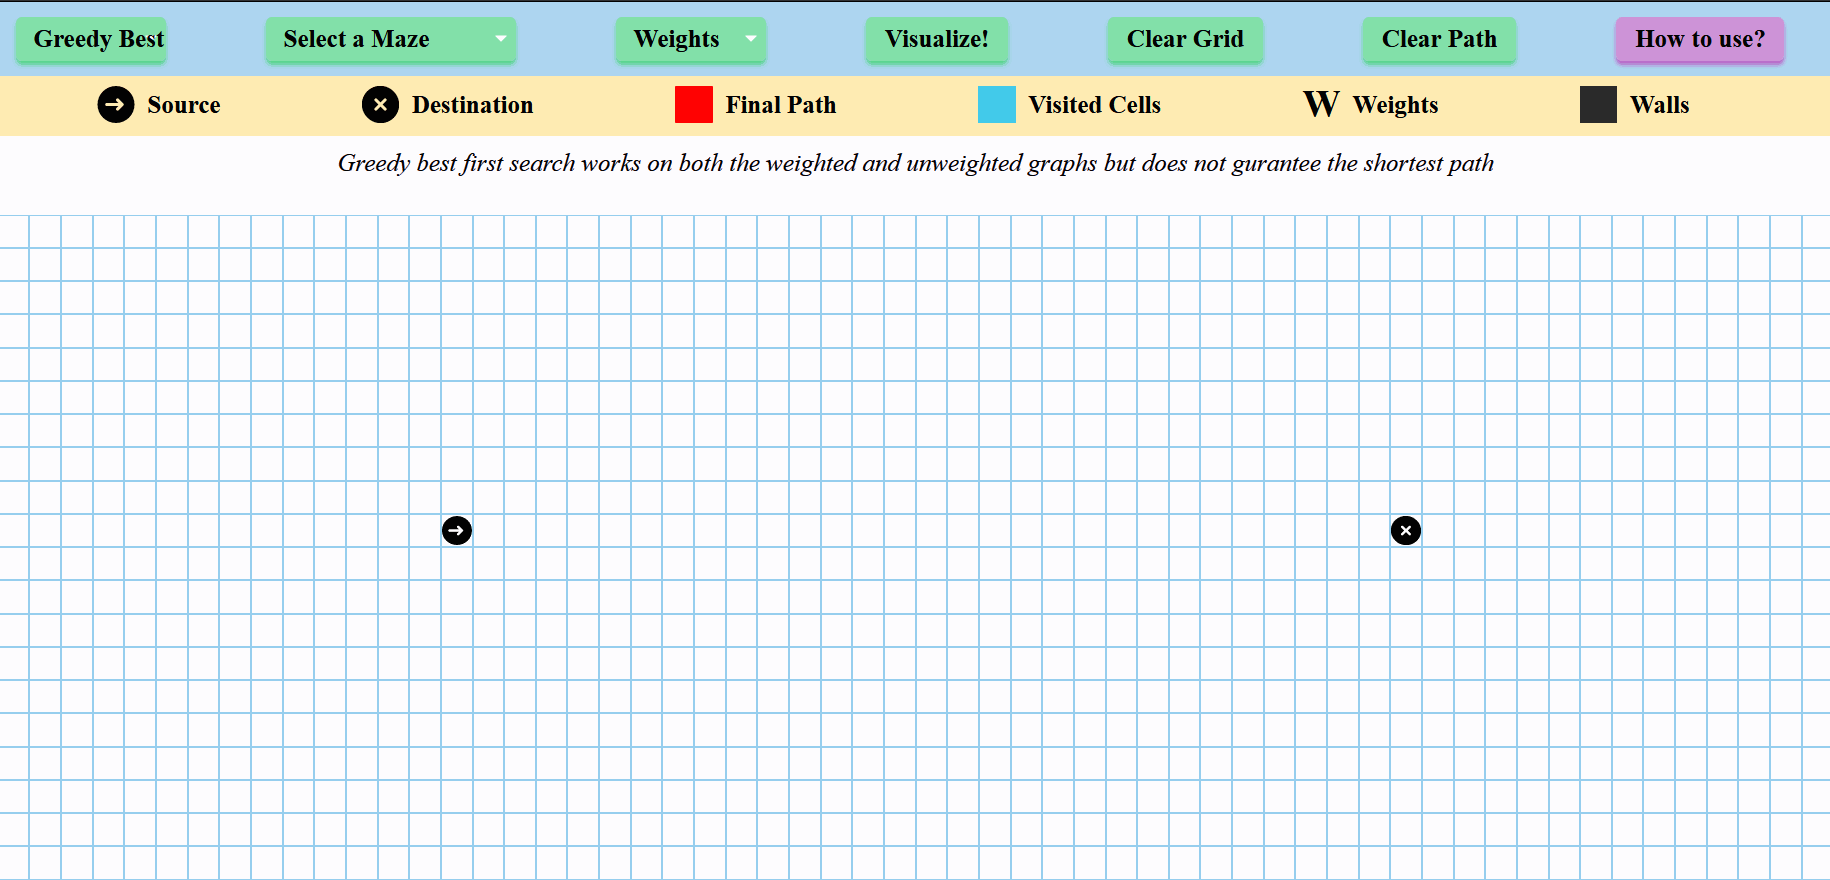 Greedy Best Select a Maze Weights Visualize! Clear Grid Clear Path How to use?
Source Destination Final Path Visited Cells W Weights Walls
Greedy best first search works on both the weighted and unweighted graphs but does not gurantee the shortest path